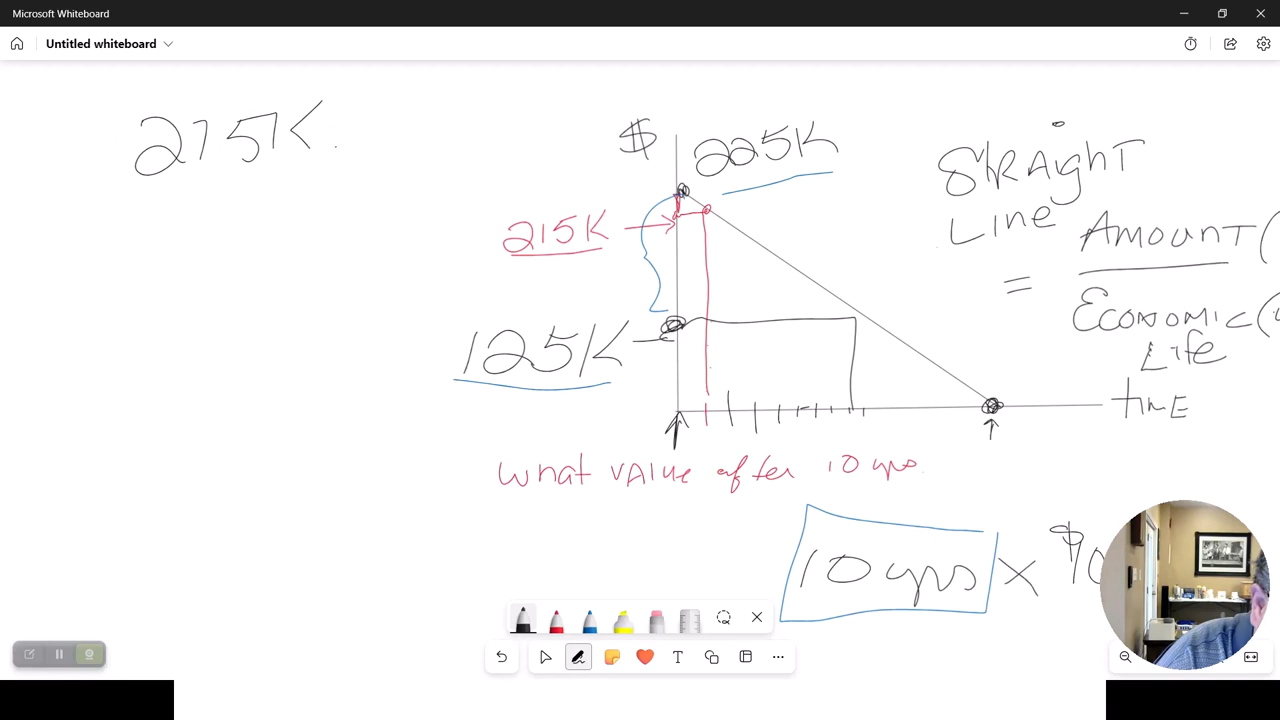 Microsoft Whiteboard
Untitled whiteboard
275K.
$
225K
STRAIGHT
LINE
= AMOUNT(
ECONOMIC(
Life
215K
125K
TIME
What value after 10 yrs.
10 yrs x $10
T